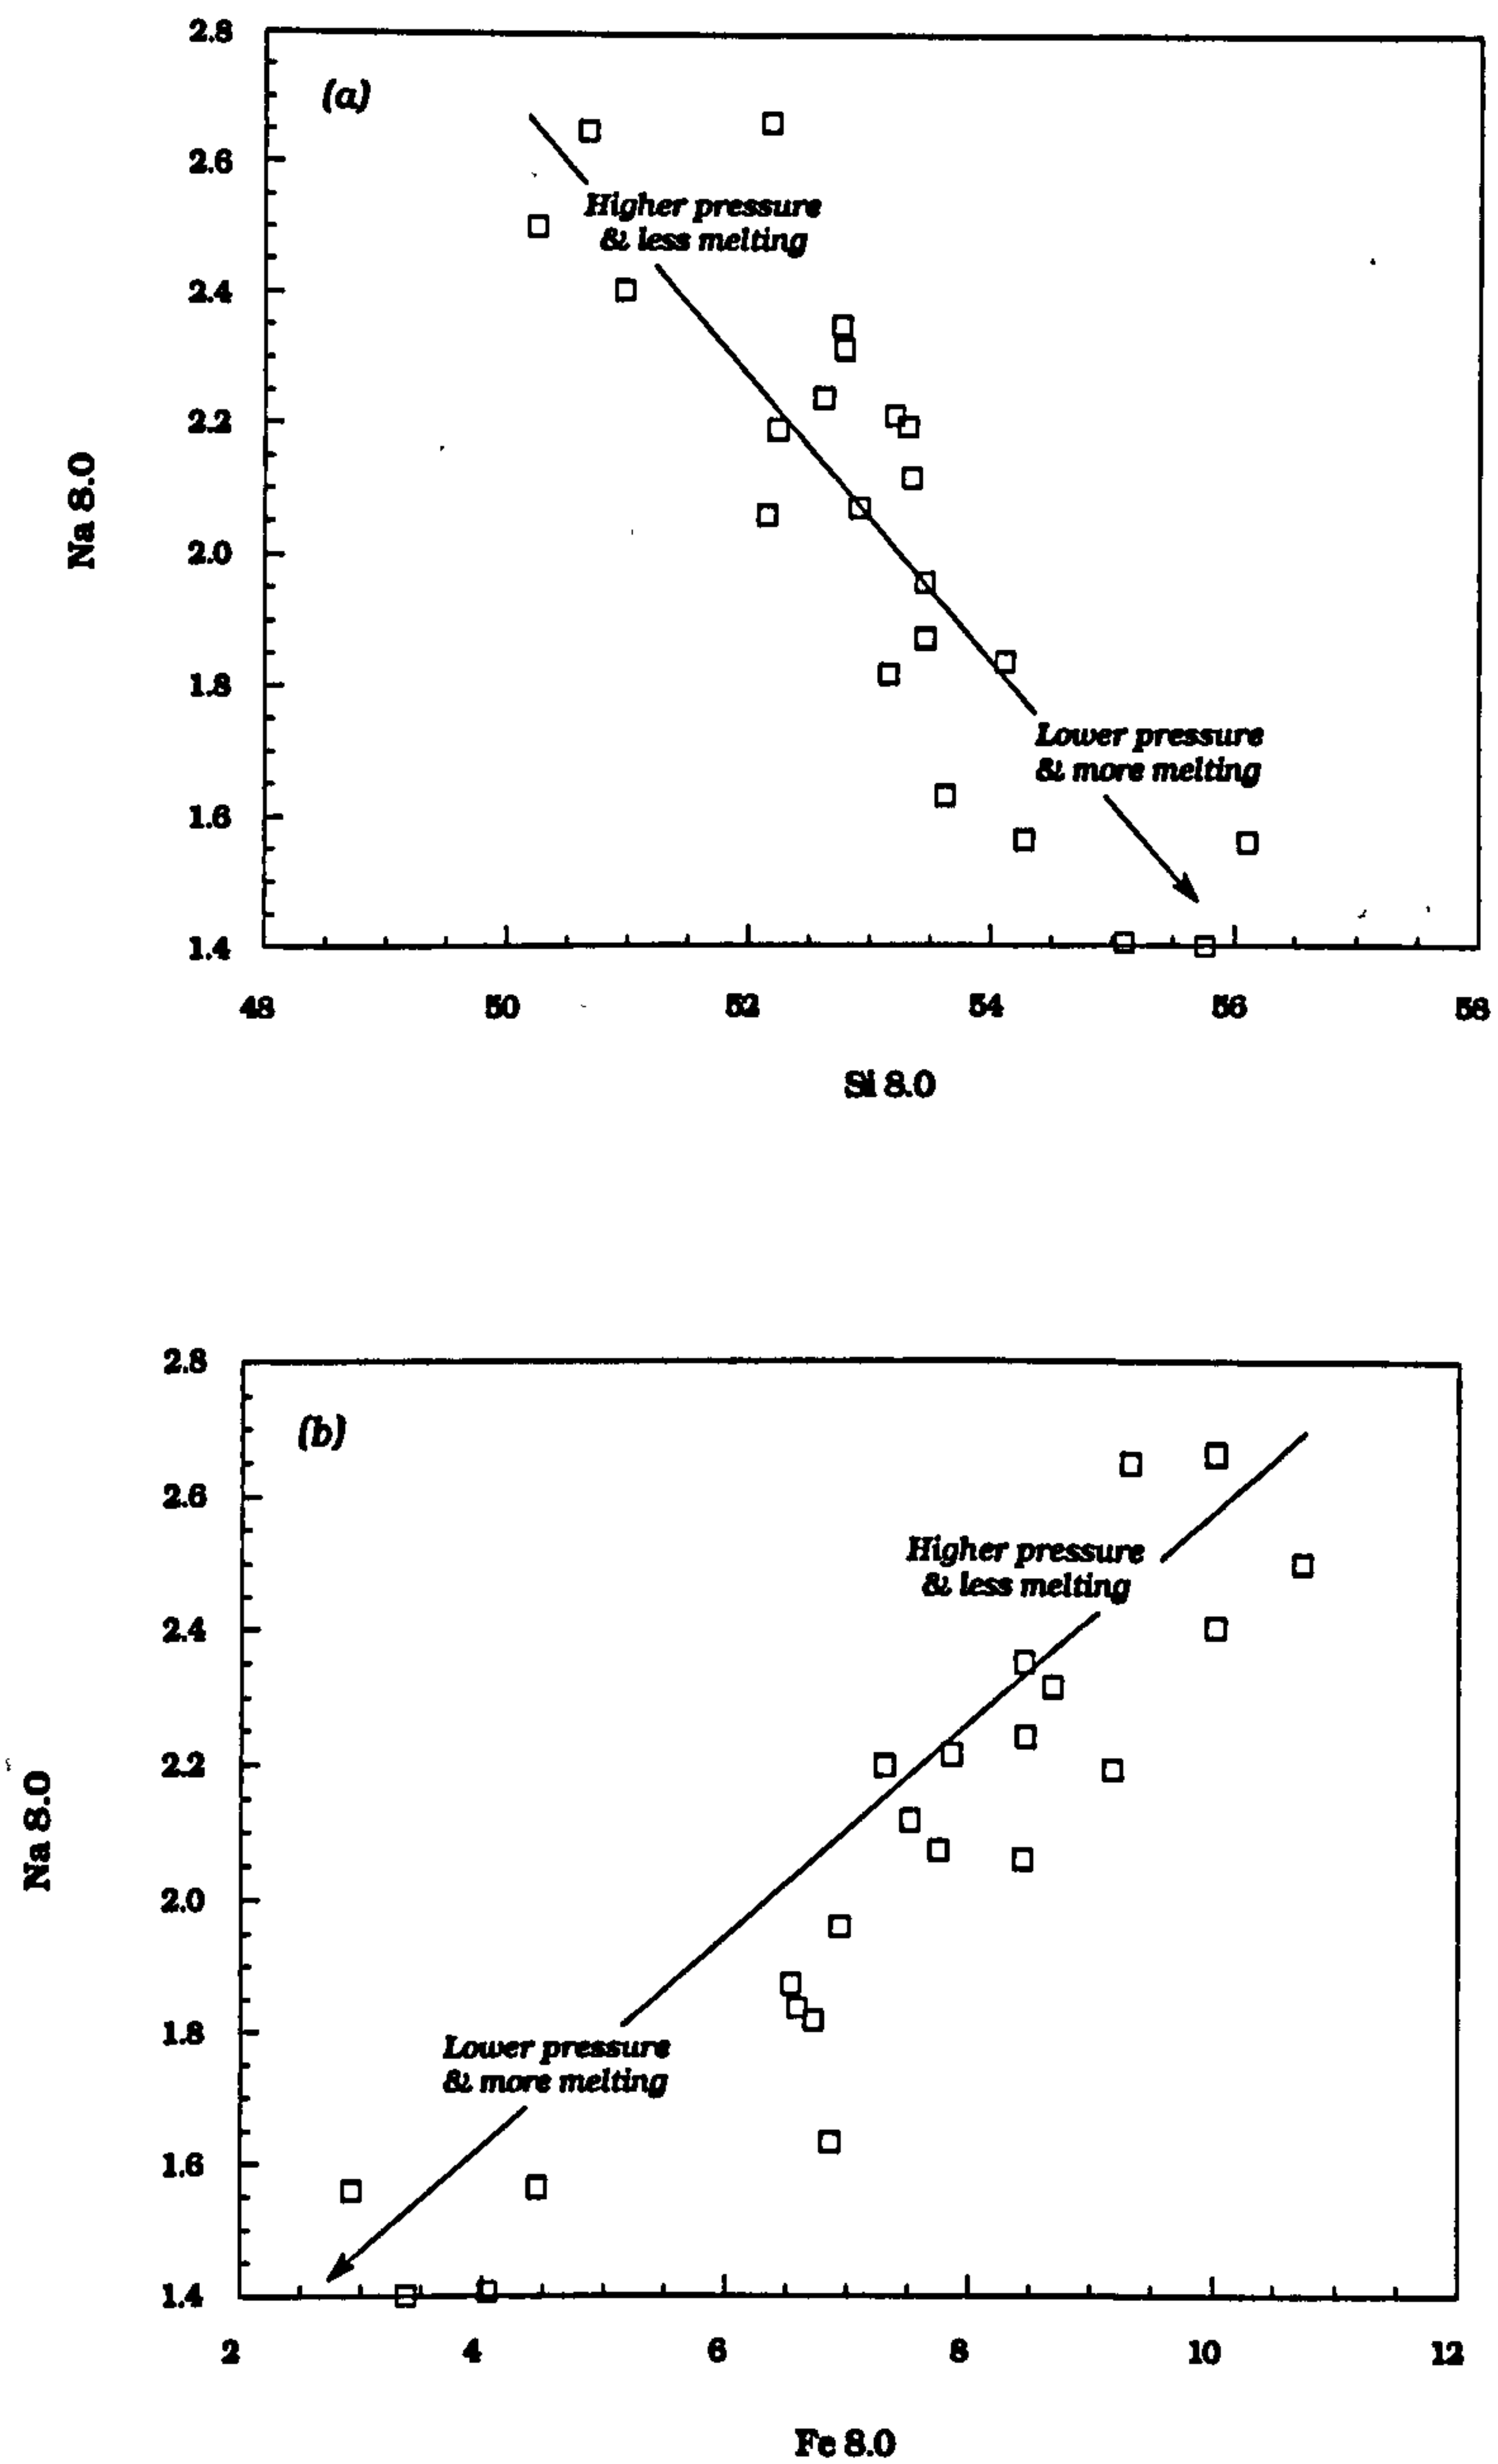 (a)
2.8
2.6
2.4
2.2
2.0
1.8
1.6
1.4
Na 8.0
Higher pressure
& less melting
Lower pressure
& more melting
48 50 52 54 56 58
Si 8.0
(b)
2.8
2.6
2.4
2.2
2.0
1.8
1.6
1.4
Na 8.0
Higher pressure
& less melting
Lower pressure
& more melting
2 4 6 8 10 12
Fe 8.0